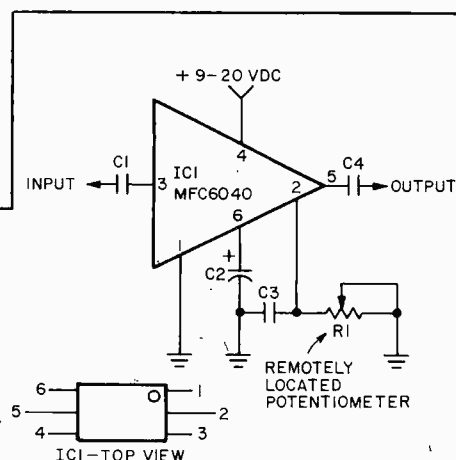 + 9-20 VDC
4
C1
C4
INPUT
3
IC1
MFC6040
2
5
OUTPUT
6
1
+
C2
C3
R1
REMOTELY
LOCATED
POTENTIOMETER
6
1
5
2
4
3
IC1-TOP VIEW